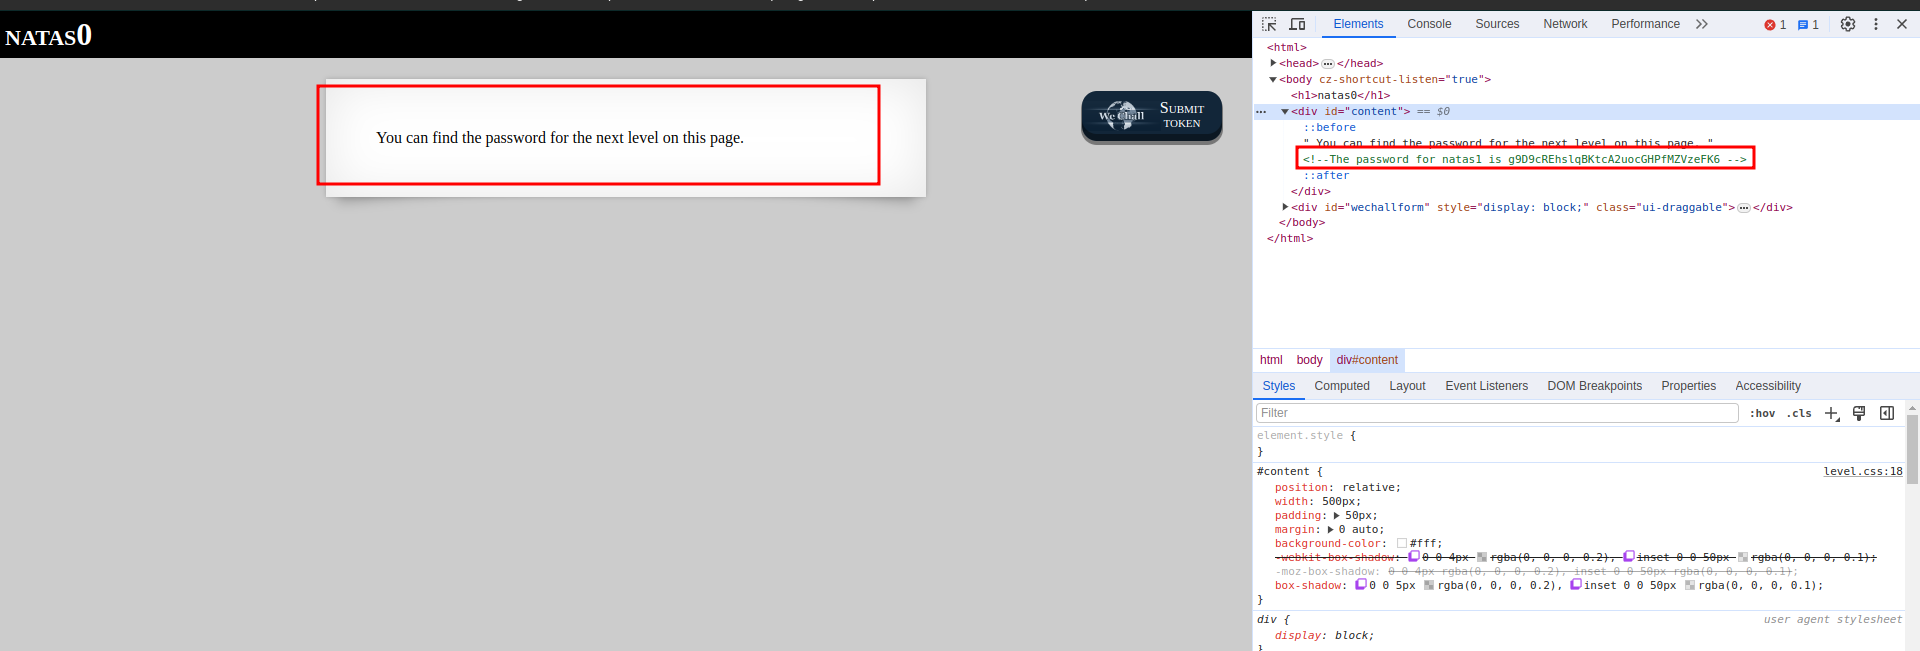 NATAS0
You can find the password for the next level on this page.
We Chall
SUBMIT
TOKEN
Elements Console Sources Network Performance 1 1
<html>
<head> ••• </head>
<body cz-shortcut-listen="true">
<h1>natas0</h1>
••• <div id="content"> == $0
::before
" You can find the password for the next level on this page. "
<!--The password for natas1 is g9D9cREhslqBKtcA2uocGHPfMZVzeFK6 -->
::after
</div>
<div id="wechallform" style="display: block;" class="ui-draggable"> ••• </div>
</body>
</html>
html body div#content
Styles Computed Layout Event Listeners DOM Breakpoints Properties Accessibility
Filter :hov .cls
element.style {
}
#content { level.css:18
position: relative;
width: 500px;
padding: 50px;
margin: 0 auto;
background-color: #fff;
-webkit-box-shadow: 0 0 4px rgba(0, 0, 0, 0.2), inset 0 0 50px rgba(0, 0, 0, 0.1);
-moz-box-shadow: 0 0 4px rgba(0, 0, 0, 0.2), inset 0 0 50px rgba(0, 0, 0, 0.1);
box-shadow: 0 0 5px rgba(0, 0, 0, 0.2), inset 0 0 50px rgba(0, 0, 0, 0.1);
}
div { user agent stylesheet
display: block;
}